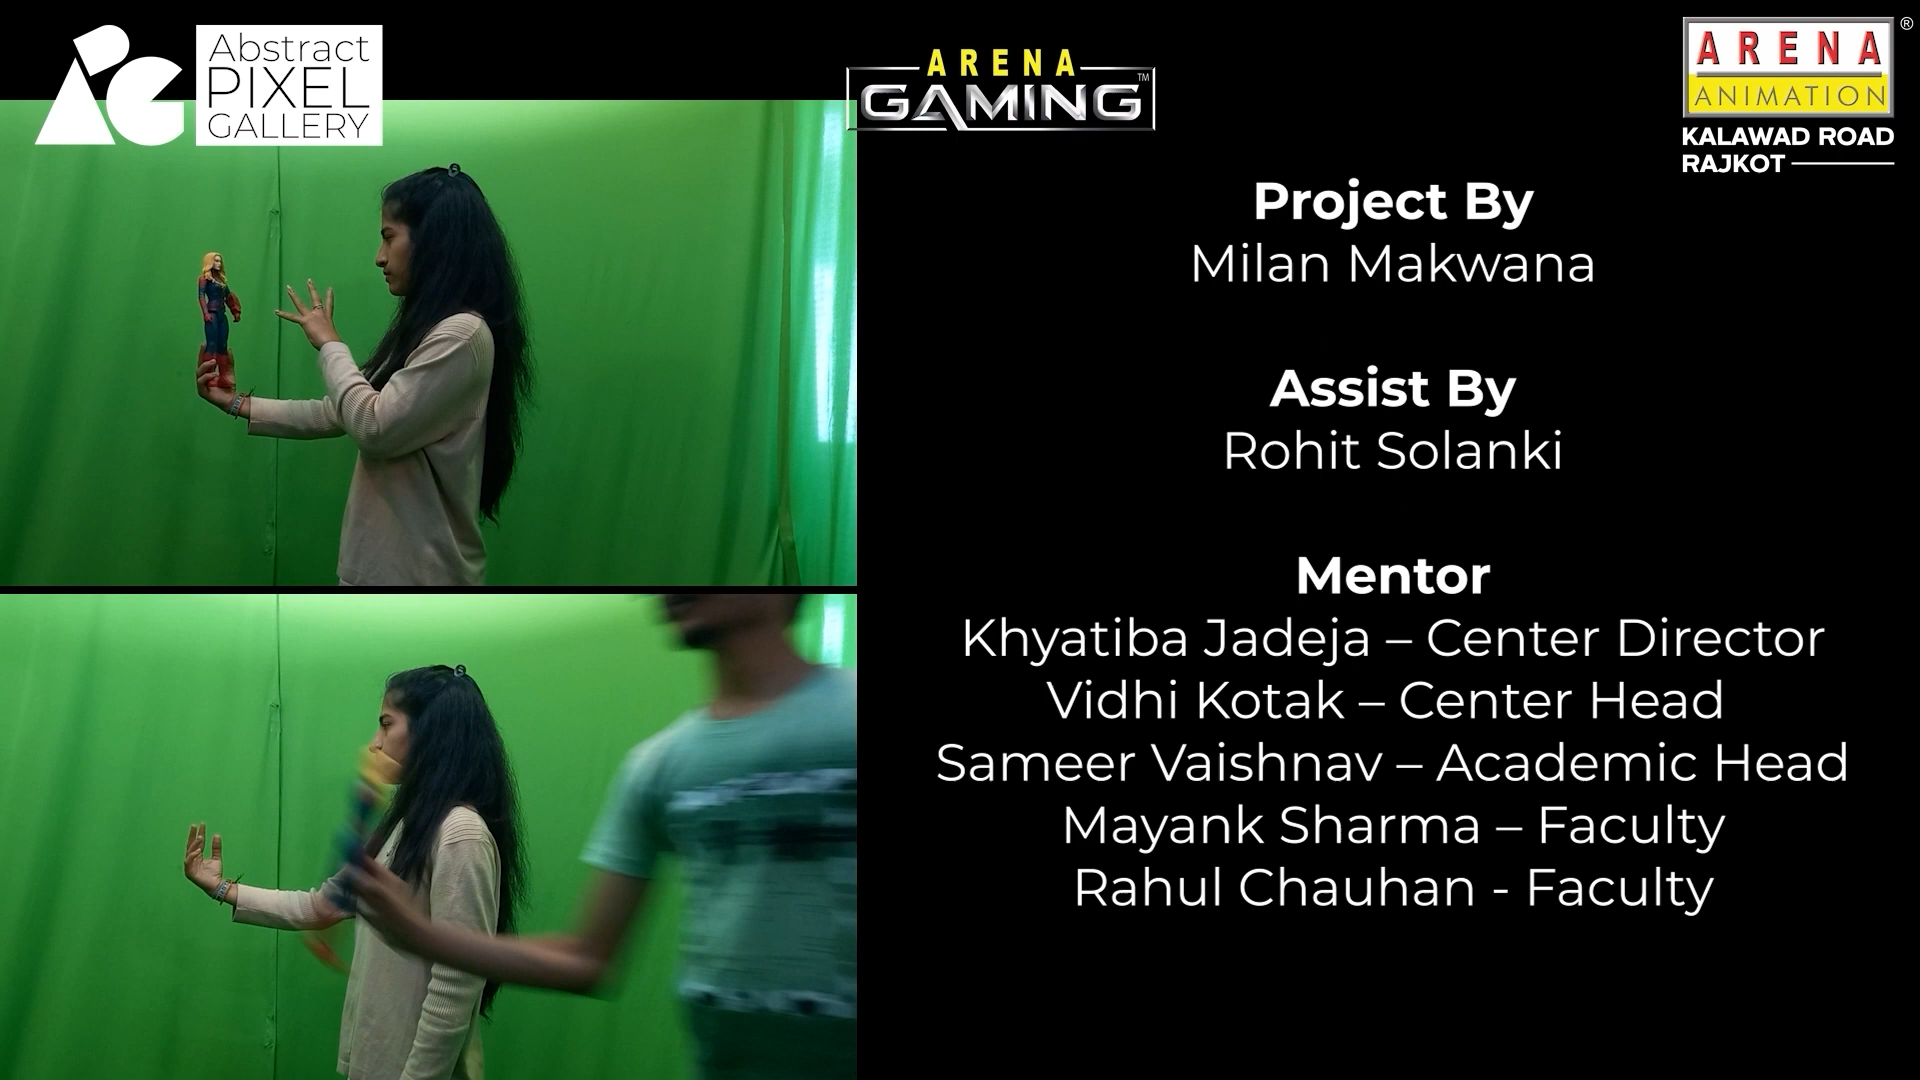 Abstract
PIXEL
GALLERY
ARENA
GAMING™
ARENA®
ANIMATION
KALAWAD ROAD
RAJKOT
Project By
Milan Makwana
Assist By
Rohit Solanki
Mentor
Khyatiba Jadeja – Center Director
Vidhi Kotak – Center Head
Sameer Vaishnav – Academic Head
Mayank Sharma – Faculty
Rahul Chauhan - Faculty